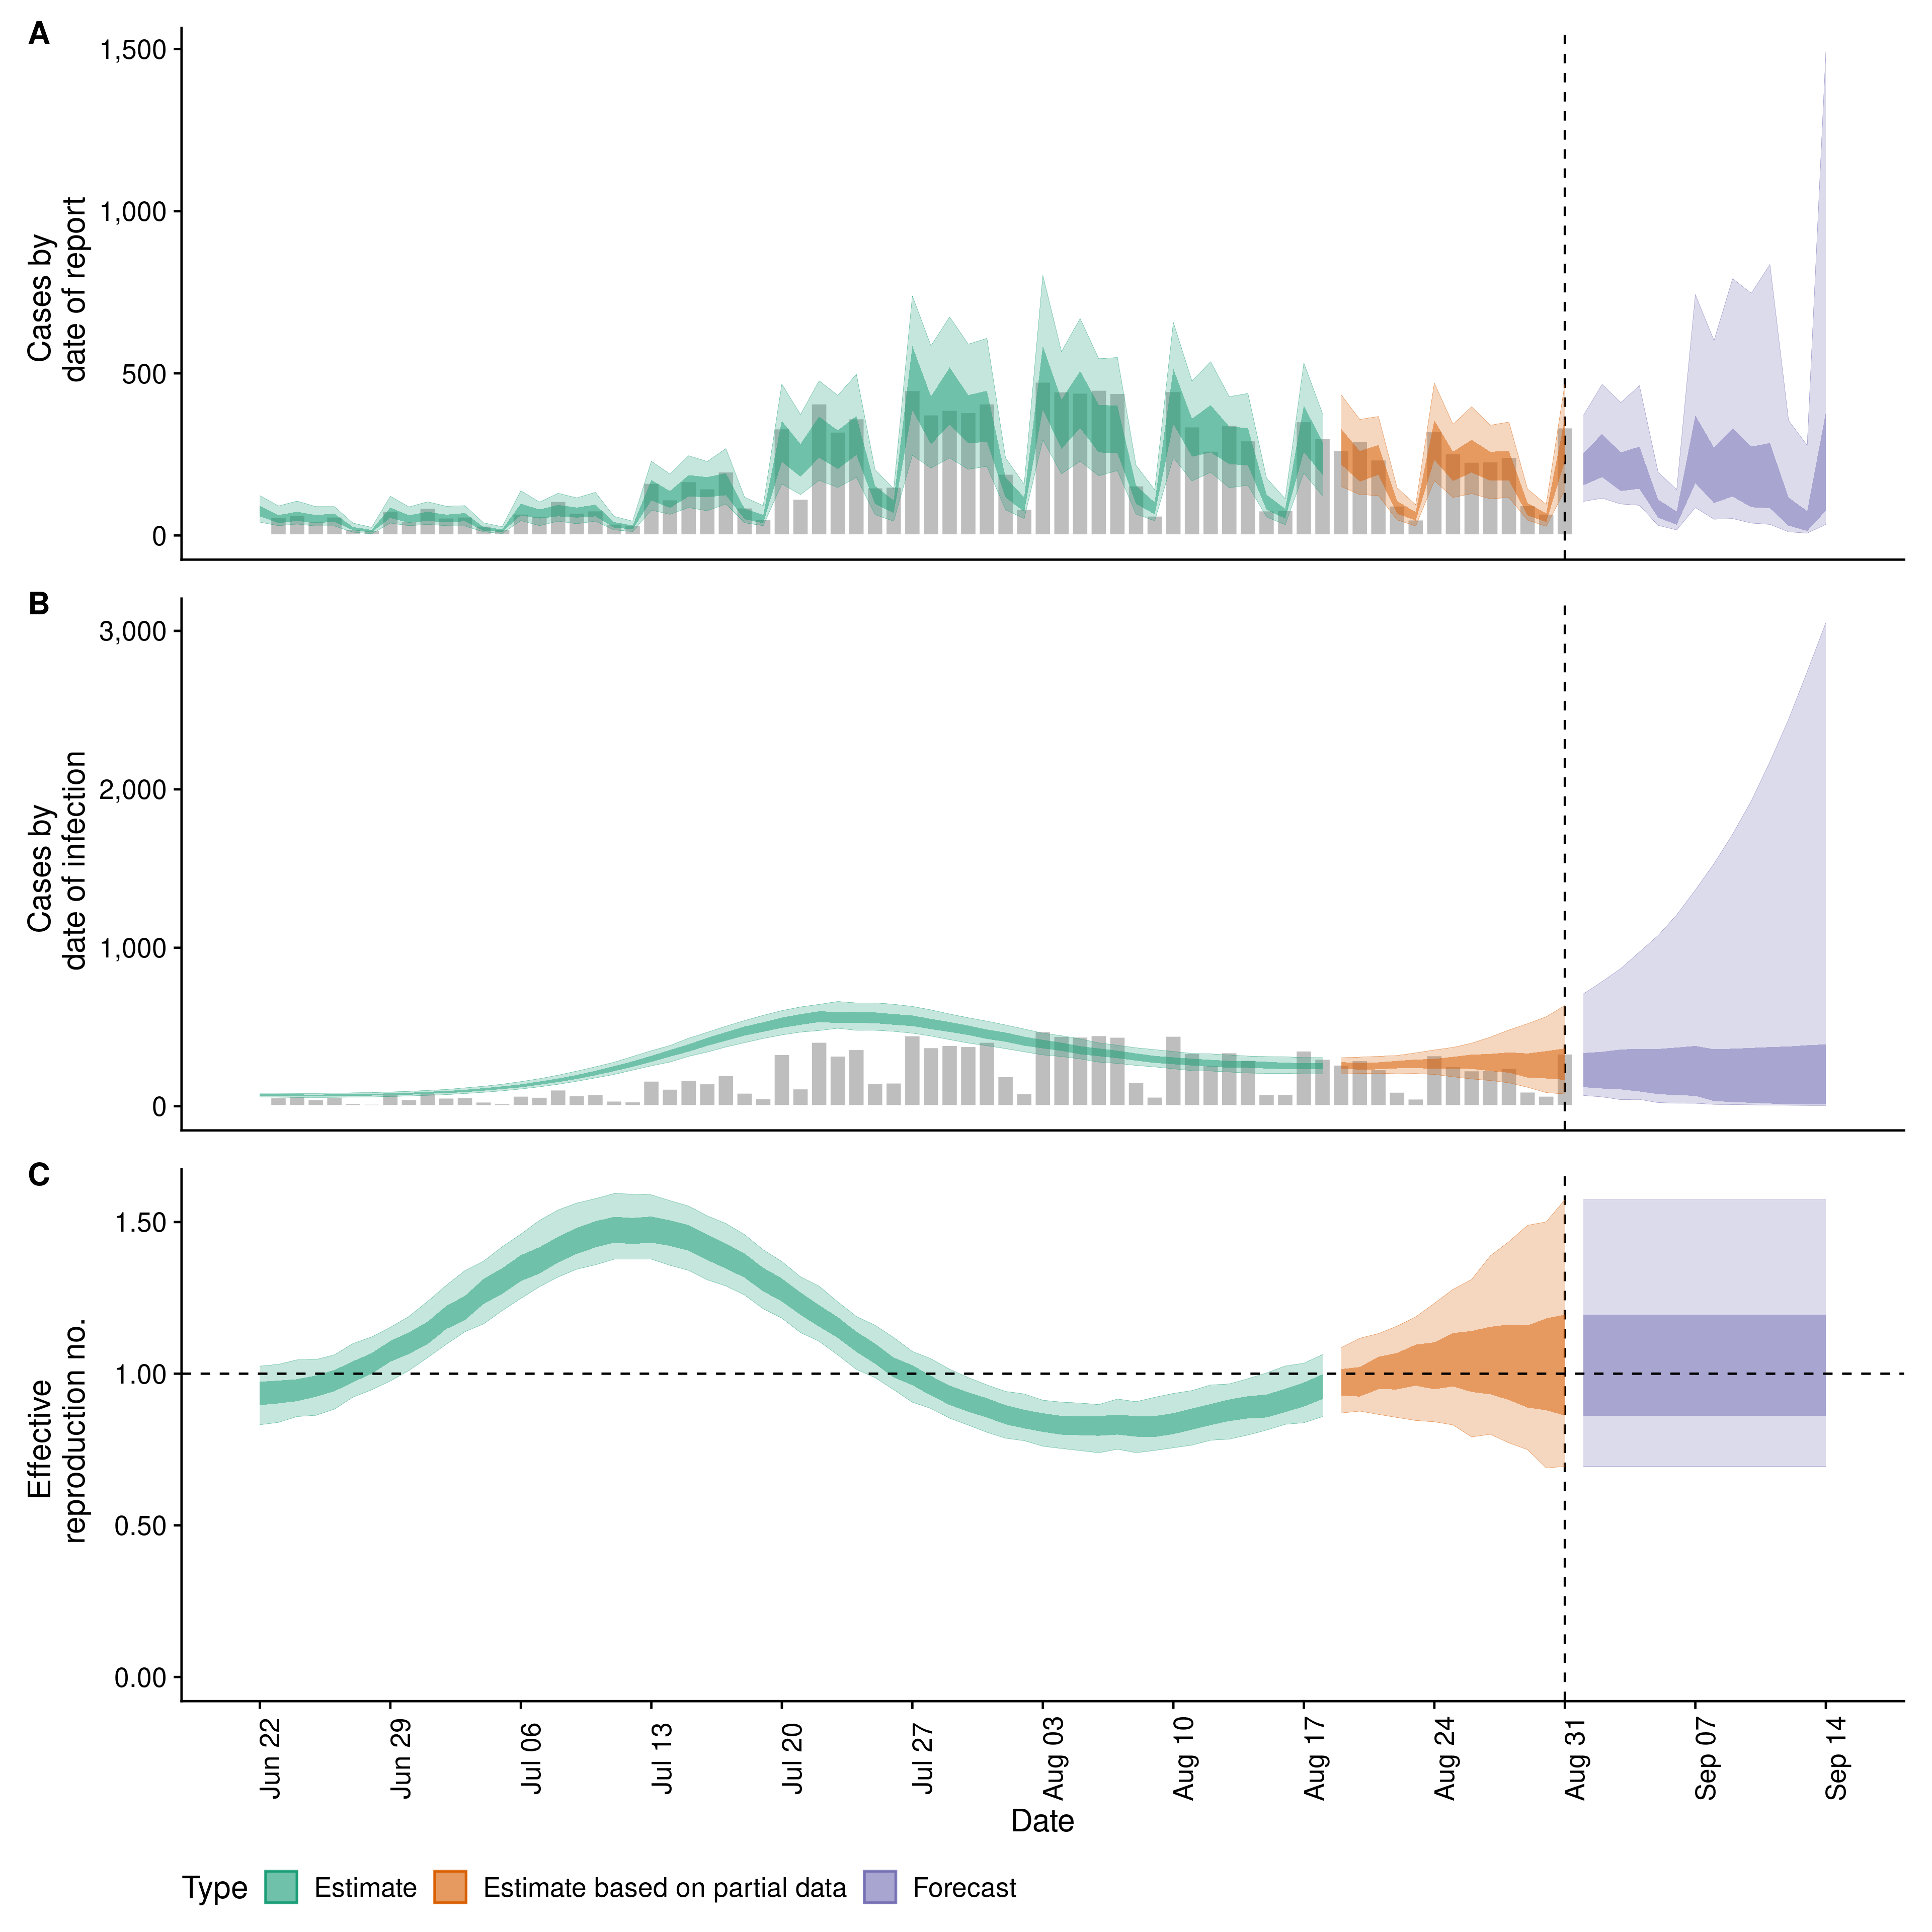 A
1,500
1,000
500
0
Cases by
date of report
B
3,000
2,000
1,000
0
Cases by
date of infection
C
1.50
1.00
0.50
0.00
Effective
reproduction no.
Jun 22
Jun 29
Jul 06
Jul 13
Jul 20
Jul 27
Aug 03
Aug 10
Aug 17
Aug 24
Aug 31
Sep 07
Sep 14
Date
Type Estimate Estimate based on partial data Forecast